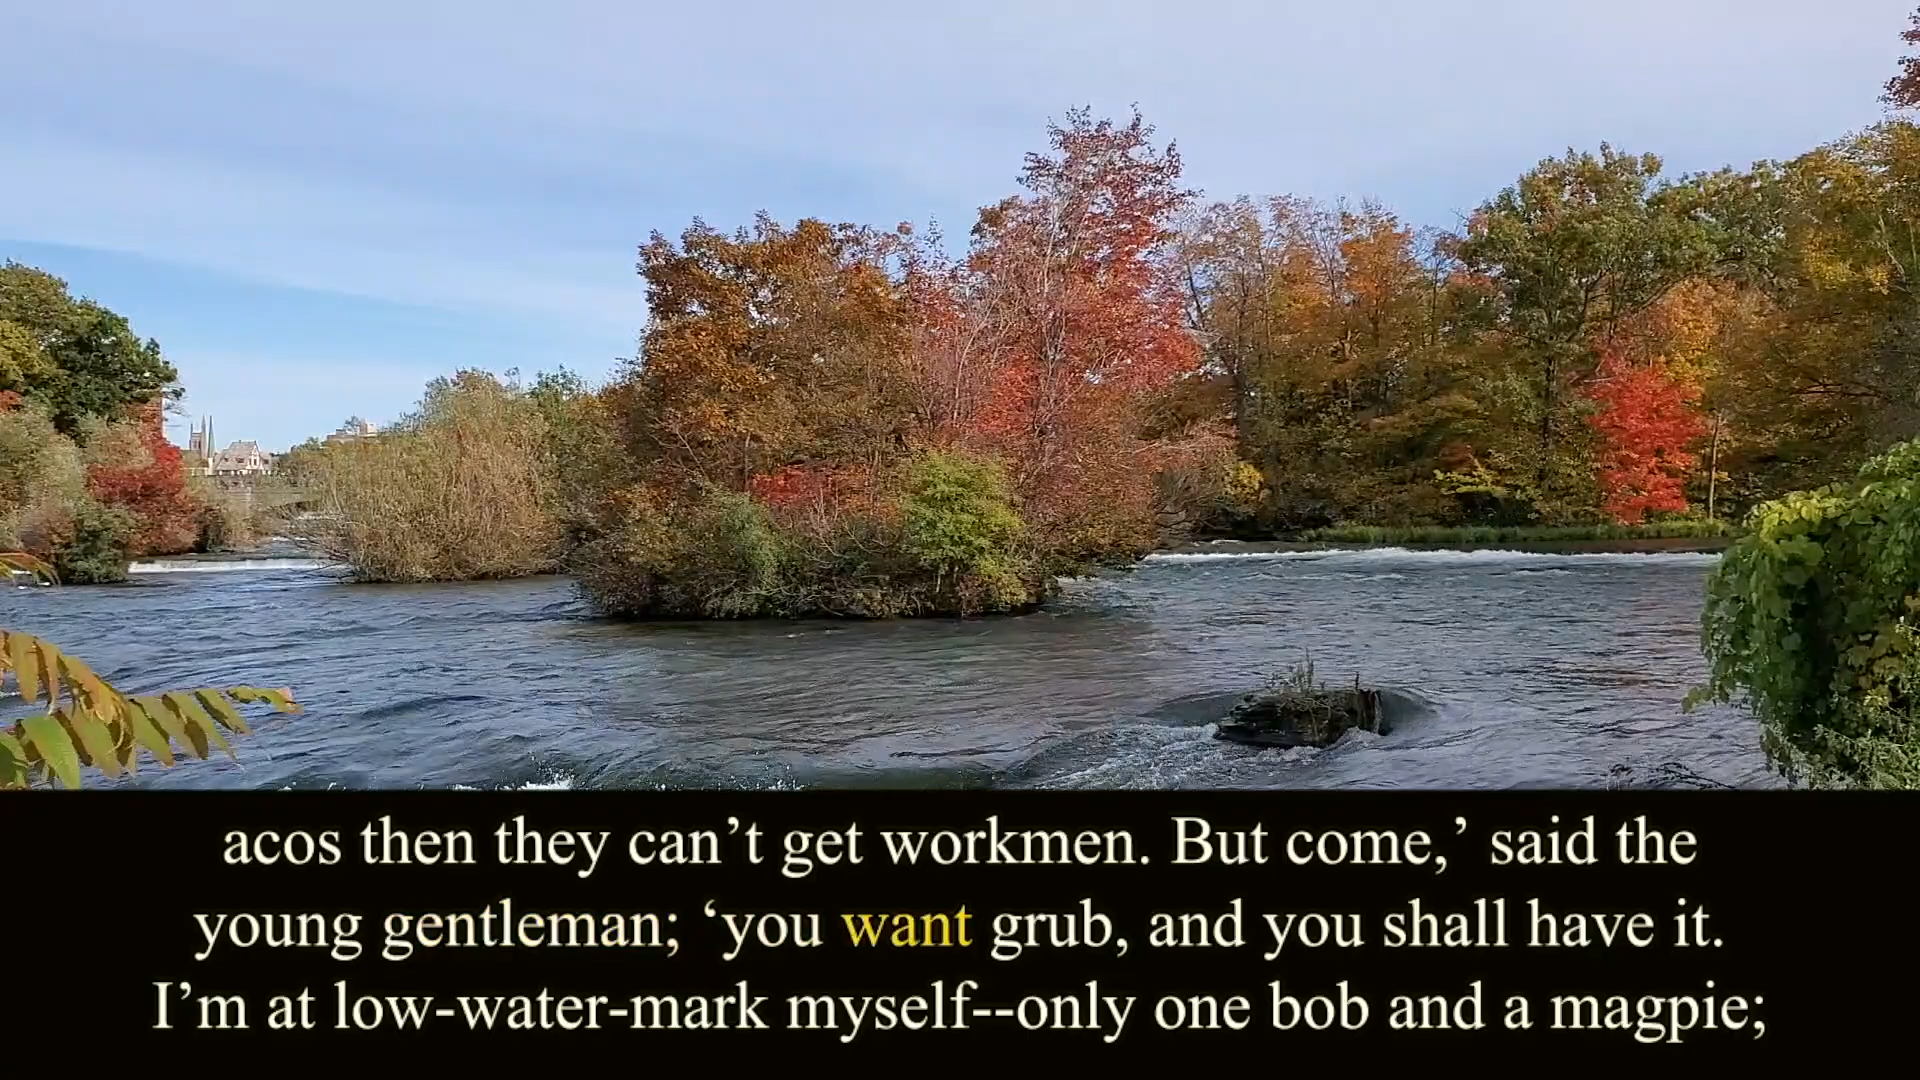 acos then they can’t get workmen. But come,’ said the
young gentleman; ‘you want grub, and you shall have it.
I’m at low-water-mark myself--only one bob and a magpie;